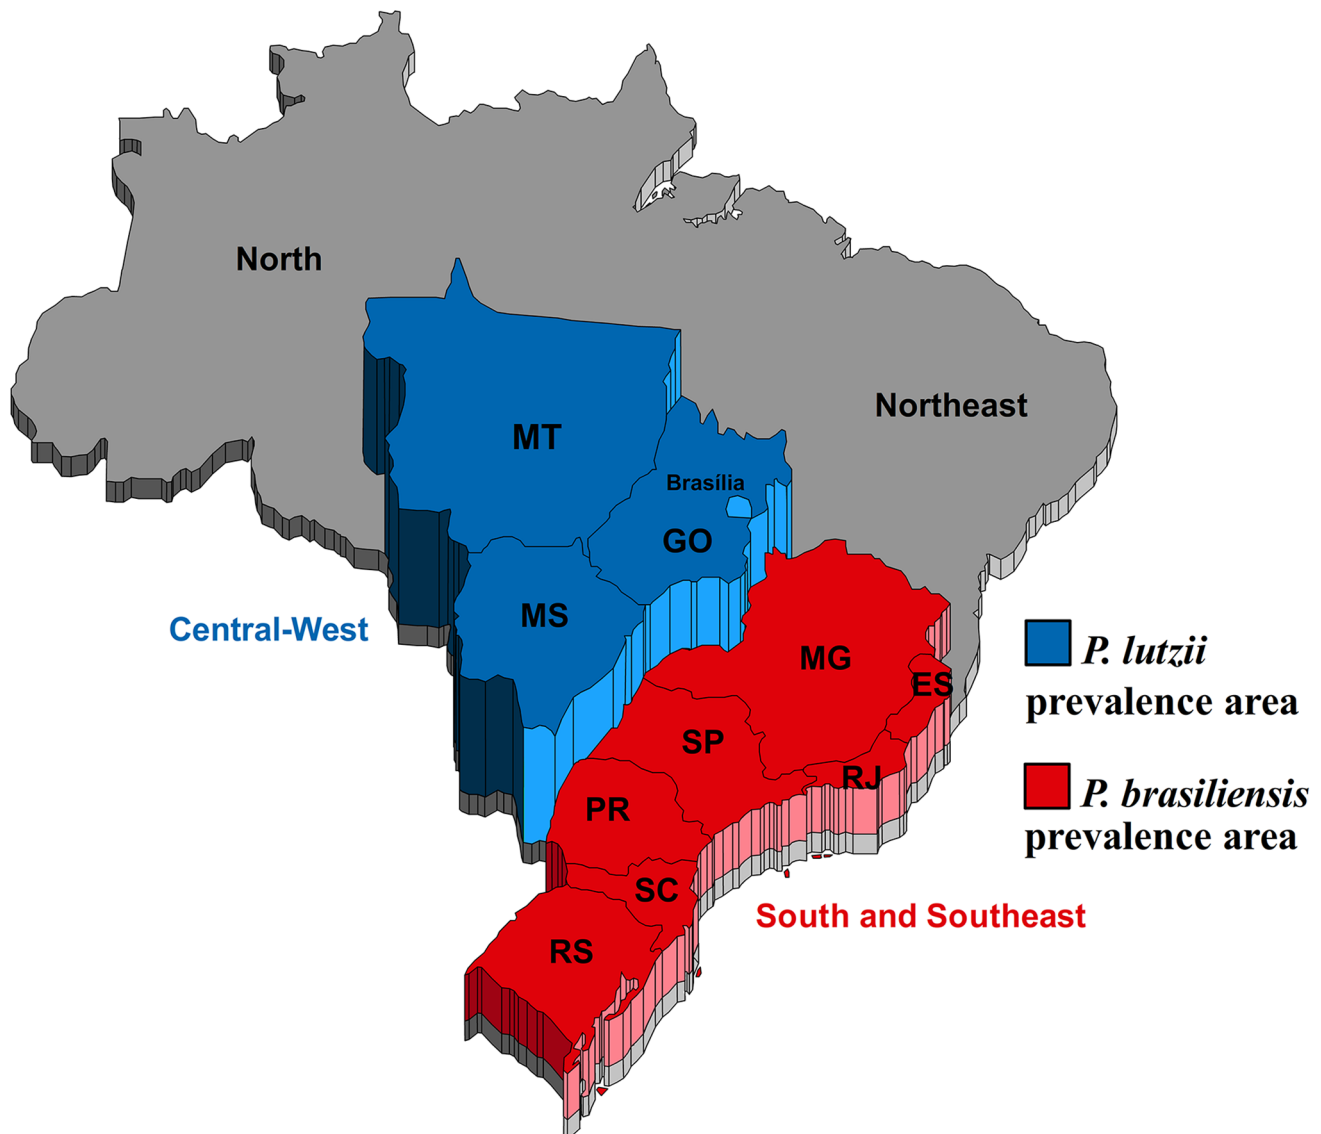 North
Northeast
MT
Brasília
GO
MS
Central-West
MG
ES
SP
RJ
PR
SC
RS
South and Southeast
P. lutzii
prevalence area
P. brasiliensis
prevalence area